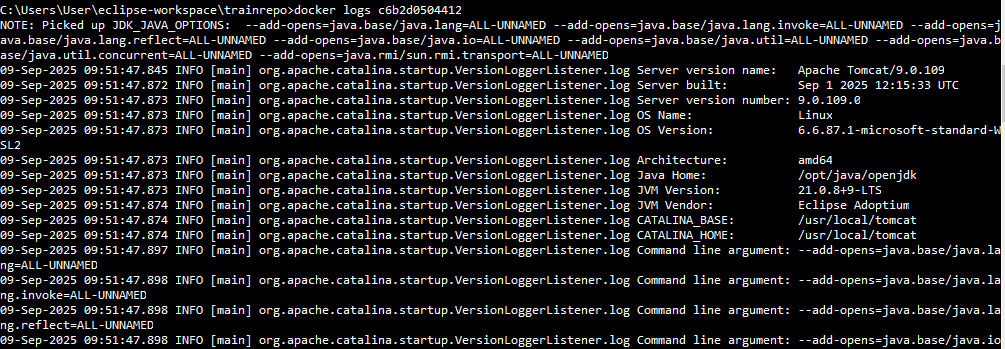 C:\Users\User\eclipse-workspace\trainrepo>docker logs c6b2d0504412
NOTE: Picked up JDK_JAVA_OPTIONS:  --add-opens=java.base/java.lang=ALL-UNNAMED --add-opens=java.base/java.lang.invoke=ALL-UNNAMED --add-opens=j
ava.base/java.lang.reflect=ALL-UNNAMED --add-opens=java.base/java.io=ALL-UNNAMED --add-opens=java.base/java.util=ALL-UNNAMED --add-opens=java.b
ase/java.util.concurrent=ALL-UNNAMED --add-opens=java.rmi/sun.rmi.transport=ALL-UNNAMED
09-Sep-2025 09:51:47.845 INFO [main] org.apache.catalina.startup.VersionLoggerListener.log Server version name:   Apache Tomcat/9.0.109
09-Sep-2025 09:51:47.872 INFO [main] org.apache.catalina.startup.VersionLoggerListener.log Server built:          Sep 1 2025 12:15:33 UTC
09-Sep-2025 09:51:47.873 INFO [main] org.apache.catalina.startup.VersionLoggerListener.log Server version number: 9.0.109.0
09-Sep-2025 09:51:47.873 INFO [main] org.apache.catalina.startup.VersionLoggerListener.log OS Name:               Linux
09-Sep-2025 09:51:47.873 INFO [main] org.apache.catalina.startup.VersionLoggerListener.log OS Version:            6.6.87.1-microsoft-standard-W
SL2
09-Sep-2025 09:51:47.873 INFO [main] org.apache.catalina.startup.VersionLoggerListener.log Architecture:          amd64
09-Sep-2025 09:51:47.873 INFO [main] org.apache.catalina.startup.VersionLoggerListener.log Java Home:             /opt/java/openjdk
09-Sep-2025 09:51:47.873 INFO [main] org.apache.catalina.startup.VersionLoggerListener.log JVM Version:           21.0.8+9-LTS
09-Sep-2025 09:51:47.874 INFO [main] org.apache.catalina.startup.VersionLoggerListener.log JVM Vendor:            Eclipse Adoptium
09-Sep-2025 09:51:47.874 INFO [main] org.apache.catalina.startup.VersionLoggerListener.log CATALINA_BASE:         /usr/local/tomcat
09-Sep-2025 09:51:47.874 INFO [main] org.apache.catalina.startup.VersionLoggerListener.log CATALINA_HOME:         /usr/local/tomcat
09-Sep-2025 09:51:47.897 INFO [main] org.apache.catalina.startup.VersionLoggerListener.log Command line argument: --add-opens=java.base/java.la
ng=ALL-UNNAMED
09-Sep-2025 09:51:47.898 INFO [main] org.apache.catalina.startup.VersionLoggerListener.log Command line argument: --add-opens=java.base/java.la
ng.invoke=ALL-UNNAMED
09-Sep-2025 09:51:47.898 INFO [main] org.apache.catalina.startup.VersionLoggerListener.log Command line argument: --add-opens=java.base/java.la
ng.reflect=ALL-UNNAMED
09-Sep-2025 09:51:47.898 INFO [main] org.apache.catalina.startup.VersionLoggerListener.log Command line argument: --add-opens=java.base/java.io